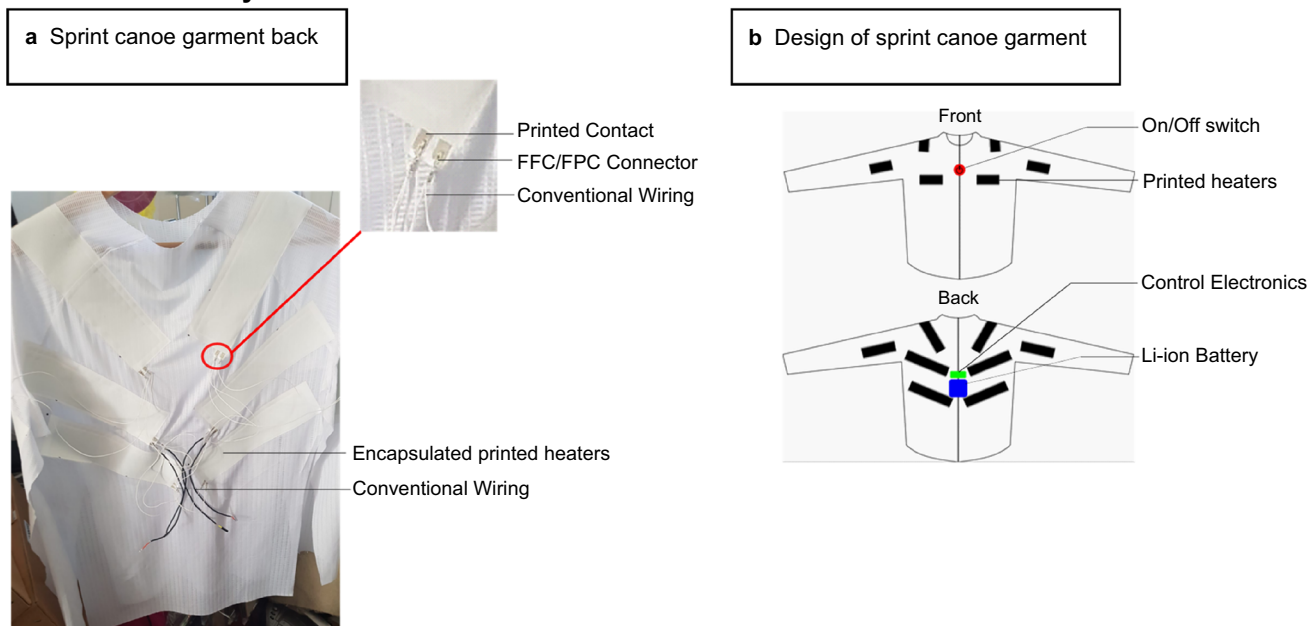 a Sprint canoe garment back
b Design of sprint canoe garment
Printed Contact
FFC/FPC Connector
Conventional Wiring
Encapsulated printed heaters
Conventional Wiring
Front
On/Off switch
Printed heaters
Control Electronics
Back
Li-ion Battery